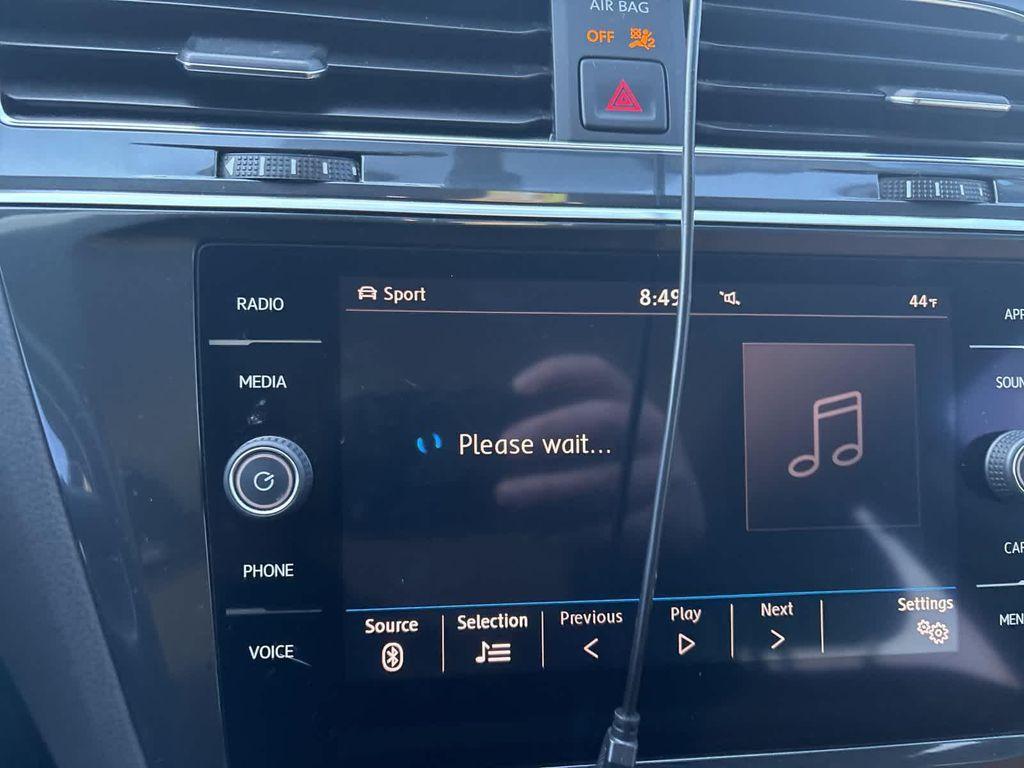 AIR BAG
OFF
Sport 8:49 44°F
RADIO
MEDIA
Please wait...
PHONE
VOICE
Source Selection Previous Play Next Settings